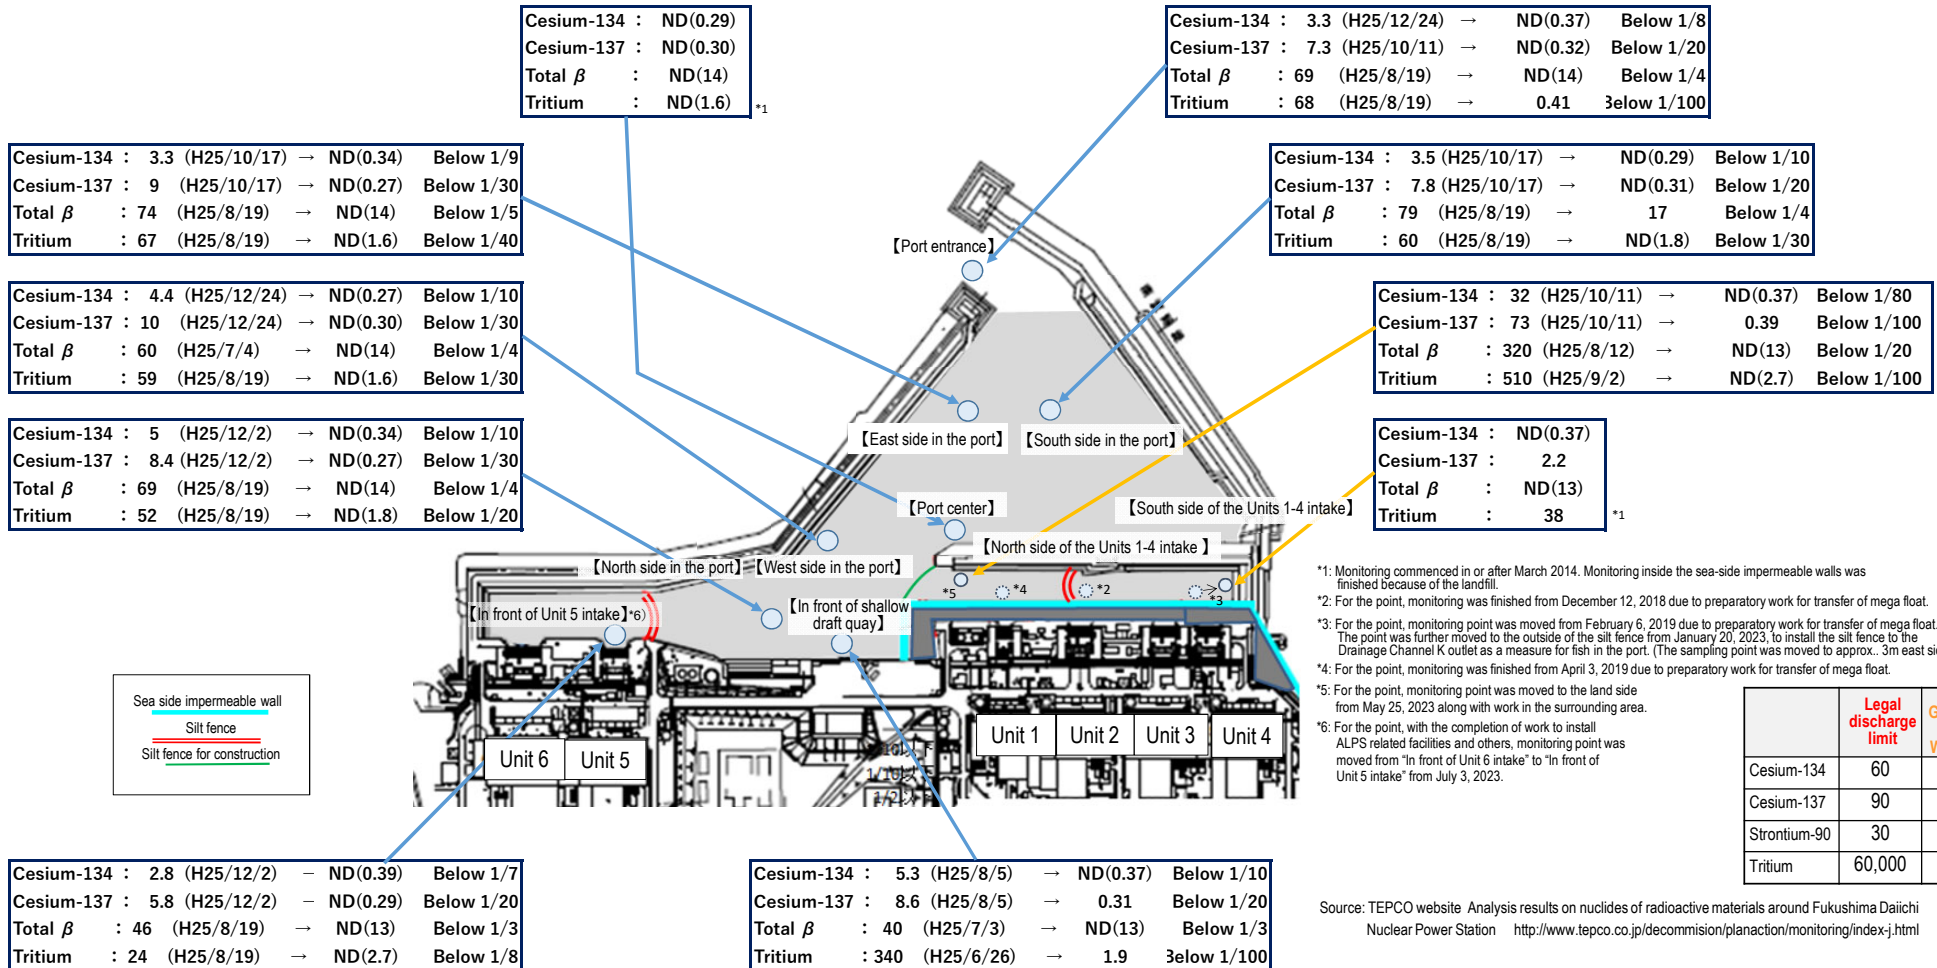 Cesium-134 : ND(0.29)
Cesium-137 : ND(0.30)
Total β : ND(14)
Tritium : ND(1.6) *1
Cesium-134 : 3.3 (H25/12/24) → ND(0.37) Below 1/8
Cesium-137 : 7.3 (H25/10/11) → ND(0.32) Below 1/20
Total β : 69 (H25/8/19) → ND(14) Below 1/4
Tritium : 68 (H25/8/19) → 0.41 Below 1/100
Cesium-134 : 3.3 (H25/10/17) → ND(0.34) Below 1/9
Cesium-137 : 9 (H25/10/17) → ND(0.27) Below 1/30
Total β : 74 (H25/8/19) → ND(14) Below 1/5
Tritium : 67 (H25/8/19) → ND(1.6) Below 1/40
Cesium-134 : 3.5 (H25/10/17) → ND(0.29) Below 1/10
Cesium-137 : 7.8 (H25/10/17) → ND(0.31) Below 1/20
Total β : 79 (H25/8/19) → 17 Below 1/4
Tritium : 60 (H25/8/19) → ND(1.8) Below 1/30
Cesium-134 : 4.4 (H25/12/24) → ND(0.27) Below 1/10
Cesium-137 : 10 (H25/12/24) → ND(0.30) Below 1/30
Total β : 60 (H25/7/4) → ND(14) Below 1/4
Tritium : 59 (H25/8/19) → ND(1.6) Below 1/30
Cesium-134 : 32 (H25/10/11) → ND(0.37) Below 1/80
Cesium-137 : 73 (H25/10/11) → 0.39 Below 1/100
Total β : 320 (H25/8/12) → ND(13) Below 1/20
Tritium : 510 (H25/9/2) → ND(2.7) Below 1/100
Cesium-134 : 5 (H25/12/2) → ND(0.34) Below 1/10
Cesium-137 : 8.4 (H25/12/2) → ND(0.27) Below 1/30
Total β : 69 (H25/8/19) → ND(14) Below 1/4
Tritium : 52 (H25/8/19) → ND(1.8) Below 1/20
Cesium-134 : ND(0.37)
Cesium-137 : 2.2
Total β : ND(13)
Tritium : 38 *1
【Port entrance】
【East side in the port】
【South side in the port】
【Port center】
【South side of the Units 1-4 intake】
【North side of the Units 1-4 intake 】
【North side in the port】
【West side in the port】
【In front of Unit 5 intake】*6)
【In front of shallow
draft quay】
*5
*4
*2
*3
Unit 6
Unit 5
Unit 1
Unit 2
Unit 3
Unit 4
Sea side impermeable wall
Silt fence
Silt fence for construction
*1: Monitoring commenced in or after March 2014. Monitoring inside the sea-side impermeable walls was
finished because of the landfill.
*2: For the point, monitoring was finished from December 12, 2018 due to preparatory work for transfer of mega float.
*3: For the point, monitoring point was moved from February 6, 2019 due to preparatory work for transfer of mega float.
The point was further moved to the outside of the silt fence from January 20, 2023, to install the silt fence to the
Drainage Channel K outlet as a measure for fish in the port. (The sampling point was moved to approx.. 3m east
*4: For the point, monitoring was finished from April 3, 2019 due to preparatory work for transfer of mega float.
*5: For the point, monitoring point was moved to the land side
from May 25, 2023 along with work in the surrounding area.
*6: For the point, with the completion of work to install
ALPS related facilities and others, monitoring point was
moved from “In front of Unit 6 intake” to “In front of
Unit 5 intake” from July 3, 2023.
Legal
discharge
limit
Cesium-134 60
Cesium-137 90
Strontium-90 30
Tritium 60,000
Cesium-134 : 2.8 (H25/12/2) − ND(0.39) Below 1/7
Cesium-137 : 5.8 (H25/12/2) − ND(0.29) Below 1/20
Total β : 46 (H25/8/19) → ND(13) Below 1/3
Tritium : 24 (H25/8/19) → ND(2.7) Below 1/8
Cesium-134 : 5.3 (H25/8/5) → ND(0.37) Below 1/10
Cesium-137 : 8.6 (H25/8/5) → 0.31 Below 1/20
Total β : 40 (H25/7/3) → ND(13) Below 1/3
Tritium : 340 (H25/6/26) → 1.9 Below 1/100
Source: TEPCO website Analysis results on nuclides of radioactive materials around Fukushima Daiichi
Nuclear Power Station http://www.tepco.co.jp/decommision/planaction/monitoring/index-j.html